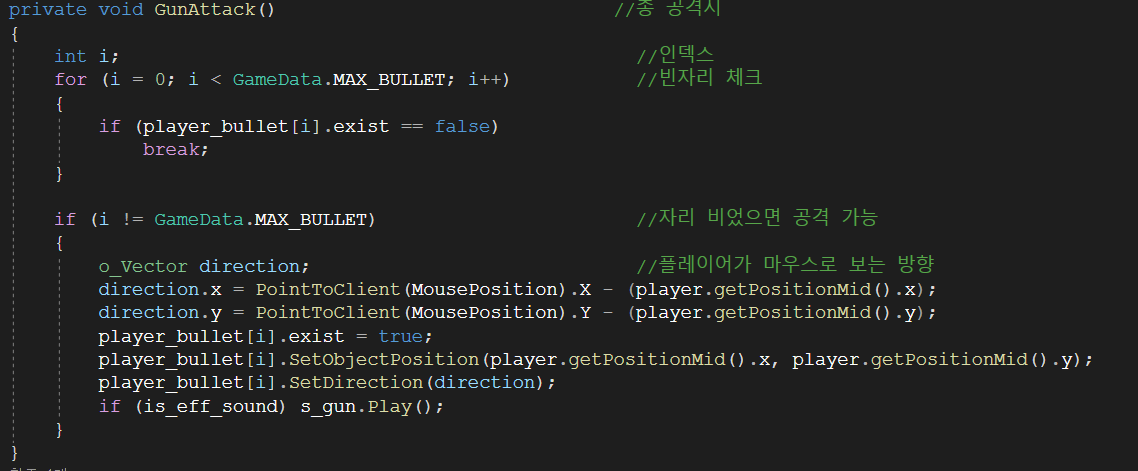 private void GunAttack() //총 공격시
{
int i; //인덱스
for (i = 0; i < GameData.MAX_BULLET; i++) //빈자리 체크
{
if (player_bullet[i].exist == false)
break;
}
if (i != GameData.MAX_BULLET) //자리 비었으면 공격 가능
{
o_Vector direction; //플레이어가 마우스로 보는 방향
direction.x = PointToClient(MousePosition).X - (player.getPositionMid().x);
direction.y = PointToClient(MousePosition).Y - (player.getPositionMid().y);
player_bullet[i].exist = true;
player_bullet[i].SetObjectPosition(player.getPositionMid().x, player.getPositionMid().y);
player_bullet[i].SetDirection(direction);
if (is_eff_sound) s_gun.Play();
}
}